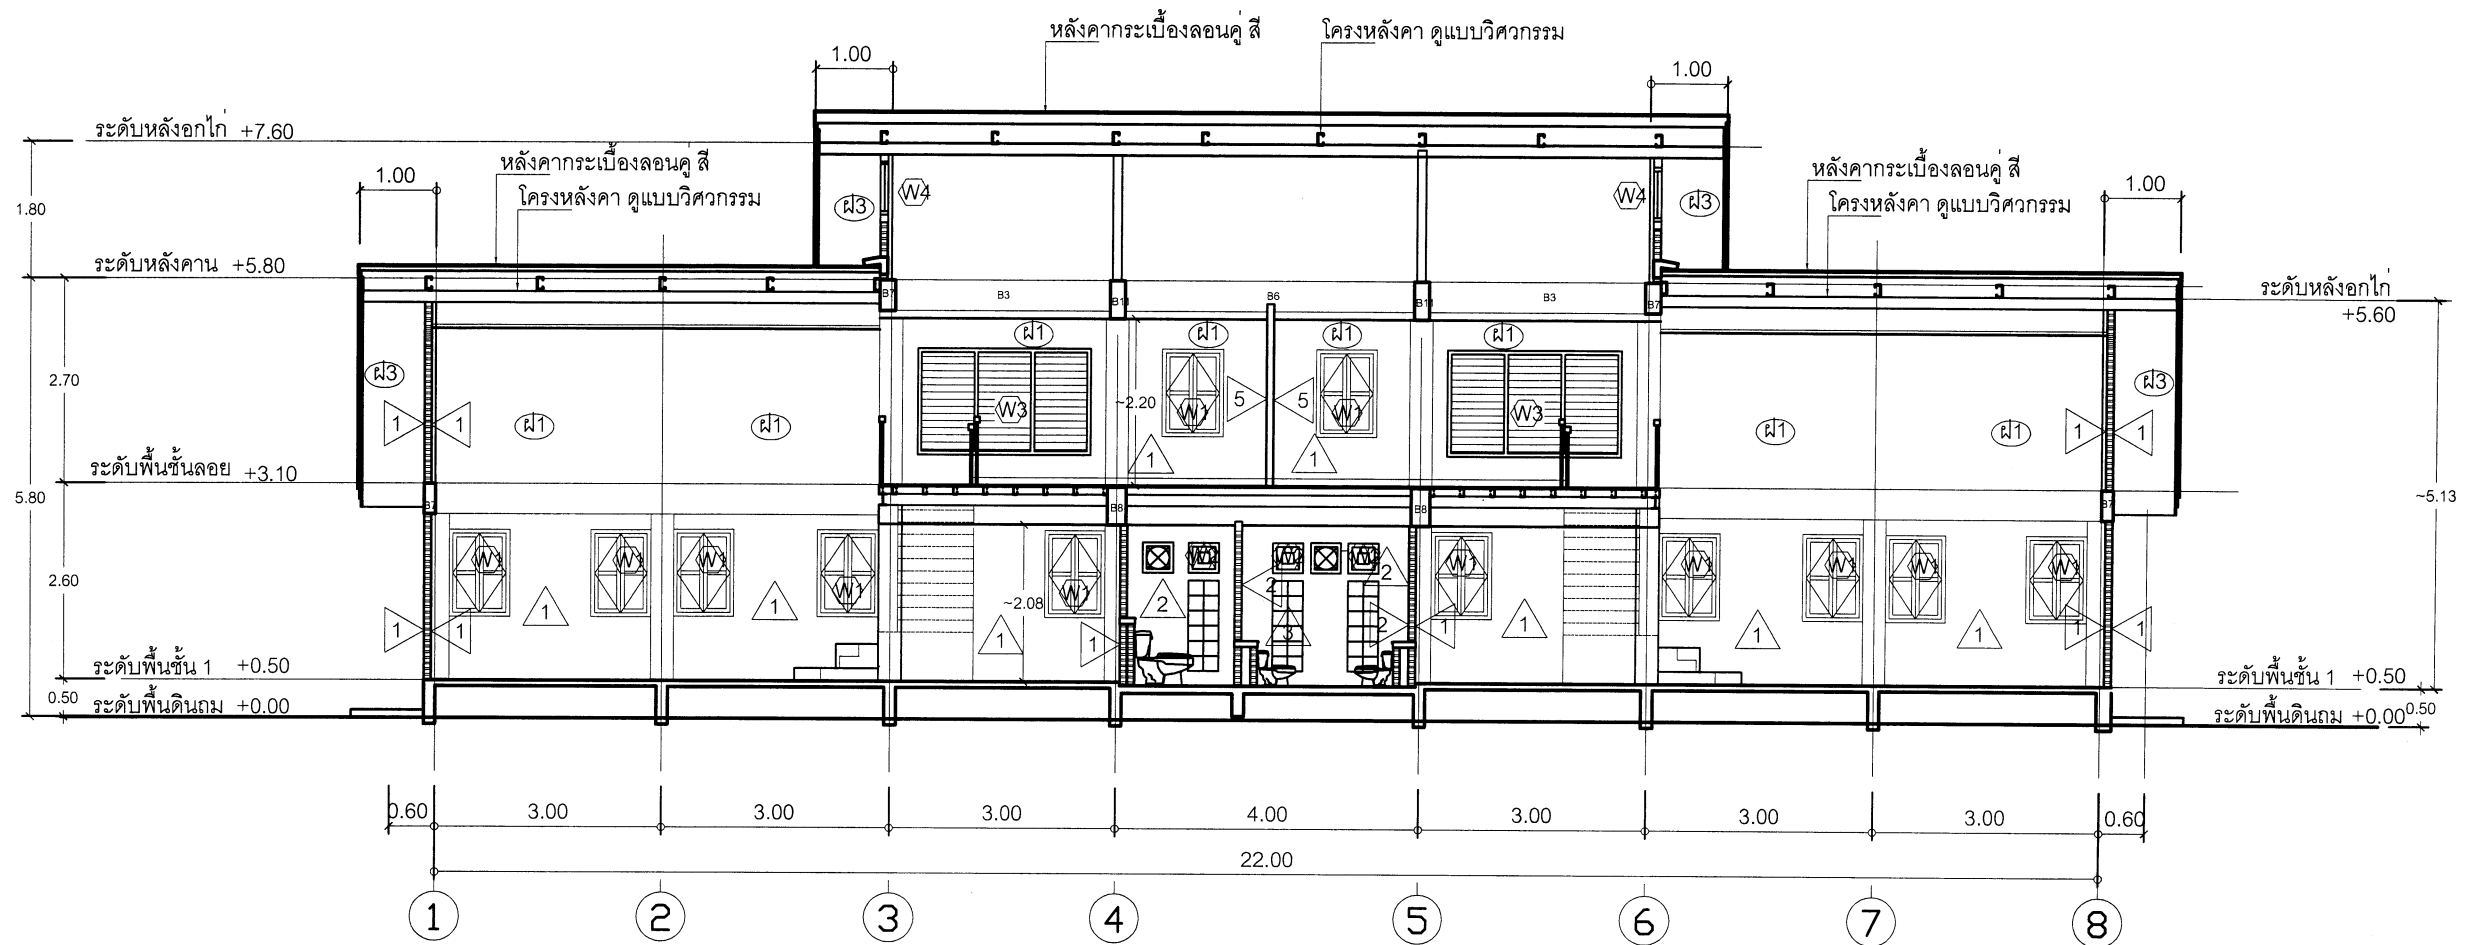 หลังคากระเบื้องลอนคู่ สี
โครงหลังคา ดูแบบวิศวกรรม
1.00
1.00
ระดับหลังอกไก่ +7.60
หลังคากระเบื้องลอนคู่ สี
โครงหลังคา ดูแบบวิศวกรรม
1.00
W4
ฝ3
W4
ฝ3
หลังคากระเบื้องลอนคู่ สี
โครงหลังคา ดูแบบวิศวกรรม
1.00
1.80
ระดับหลังคาน +5.80
B7
B3
B11
B6
B11
B3
B7
ระดับหลังอกไก่
+5.60
ฝ1
ฝ1
ฝ1
ฝ1
ฝ3
ฝ3
2.70
~2.20
W3
W1
5
5
W1
W3
1
1
ฝ1
ฝ1
ฝ1
ฝ1
1
1
1
1
ระดับพื้นชั้นลอย +3.10
5.80
~5.13
B7
B8
B8
B7
W1
W1
W1
W1
W1
W1
W1
W1
W1
W1
2.60
~2.08
1
1
1
1
1
1
2
2
2
3
2
1
1
1
1
1
1
1
ระดับพื้นชั้น 1 +0.50
ระดับพื้นชั้น 1 +0.50
0.50
ระดับพื้นดินถม +0.00
ระดับพื้นดินถม +0.00
0.50
0.60
3.00
3.00
3.00
4.00
3.00
3.00
3.00
0.60
22.00
1
2
3
4
5
6
7
8